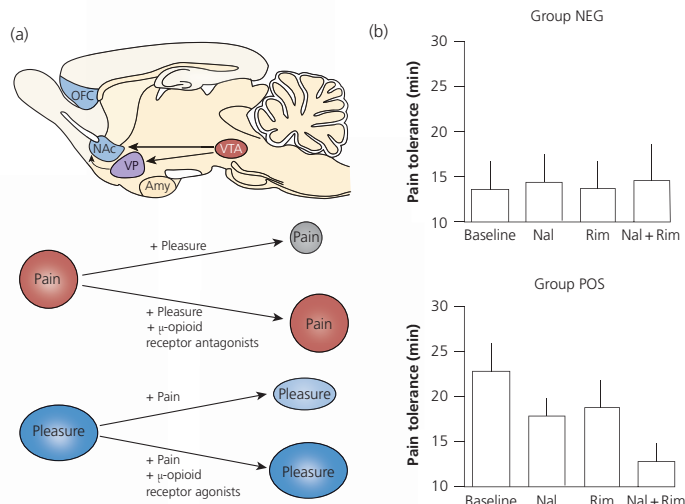 (a)
OFC
NAc
VTA
VP
Amy
+ Pleasure
Pain
Pain
+ Pleasure
+ μ-opioid
receptor antagonists
Pain
+ Pain
Pleasure
Pleasure
+ Pain
+ μ-opioid
receptor agonists
Pleasure
(b)
Group NEG
Pain tolerance (min)
30
25
20
15
10
Baseline Nal Rim Nal + Rim
Group POS
Pain tolerance (min)
30
25
20
15
10
Baseline Nal Rim Nal + Rim